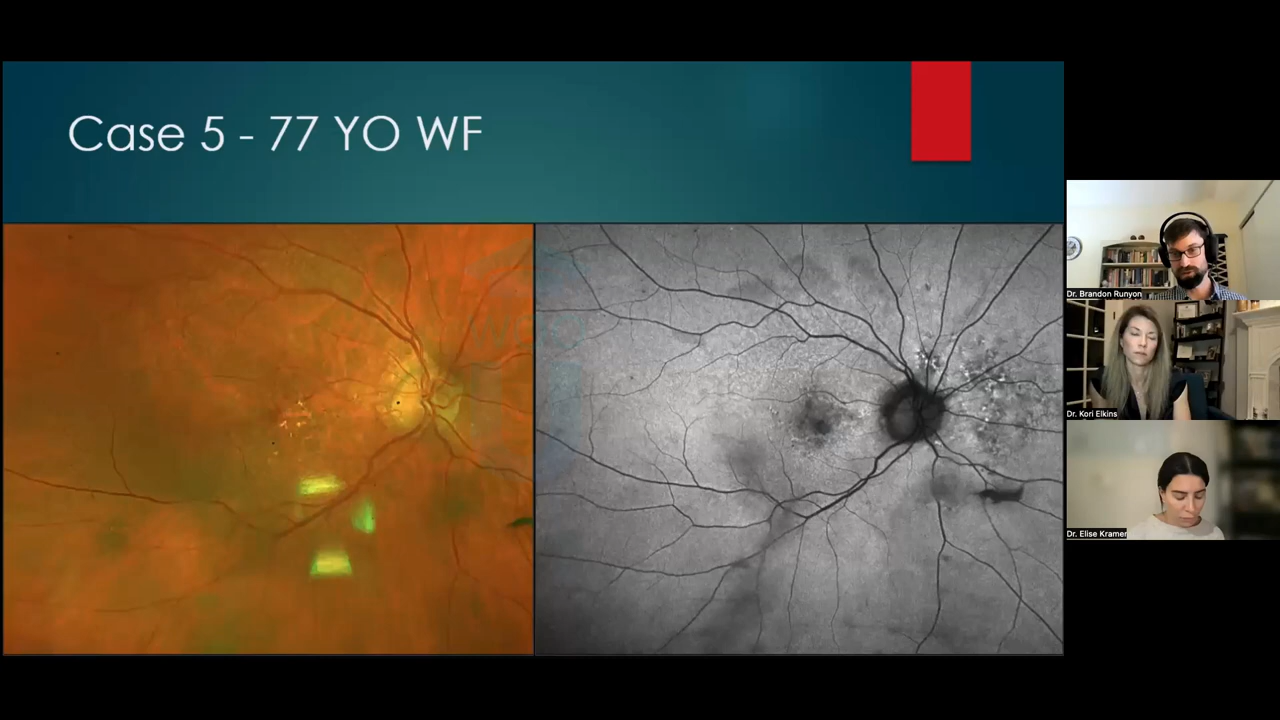 Case 5 - 77 YO WF
Dr. Brandon Runyon
Dr. Kori Elkins
Dr. Elise Kramer